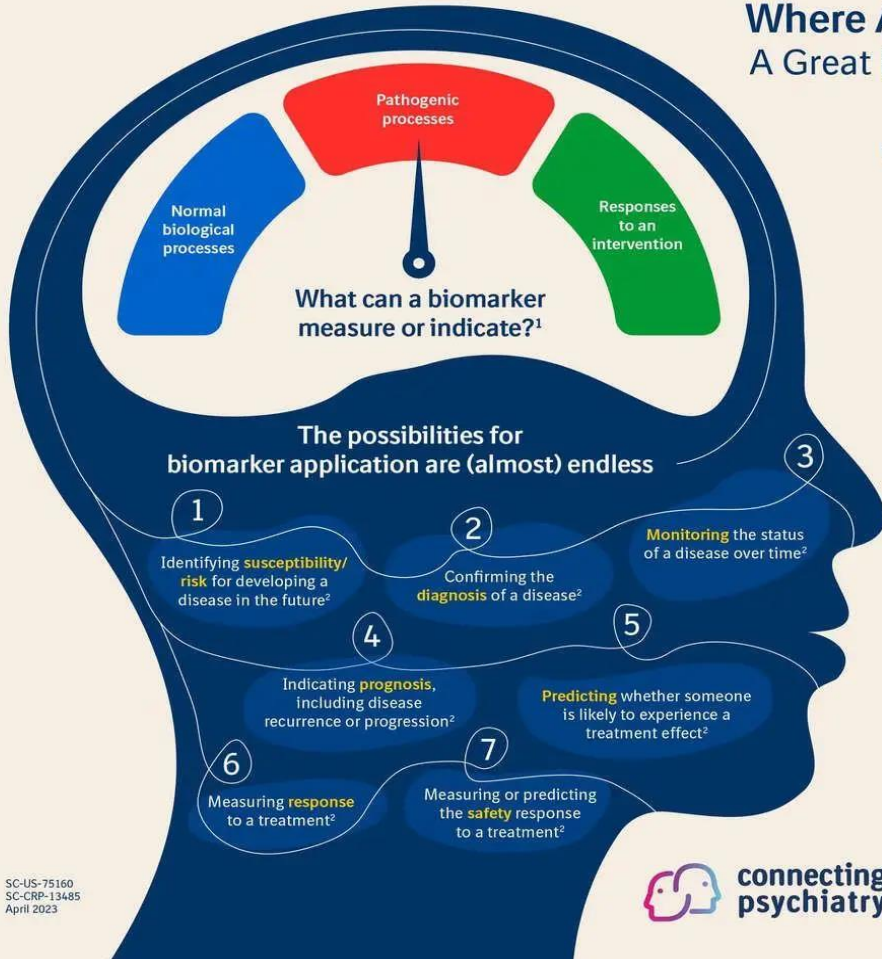 Where
A Great
Pathogenic
processes
Normal
biological
processes
Responses
to an
intervention
What can a biomarker
measure or indicate?¹
The possibilities for
biomarker application are (almost) endless
1
Identifying susceptibility/
risk for developing a
disease in the future²
2
Confirming the
diagnosis of a disease²
3
Monitoring the status
of a disease over time²
4
Indicating prognosis,
including disease
recurrence or progression²
5
Predicting whether someone
is likely to experience a
treatment effect²
6
Measuring response
to a treatment²
7
Measuring or predicting
the safety response
to a treatment²
SC-US-75160
SC-CRP-13485
April 2023
connecting
psychiatry